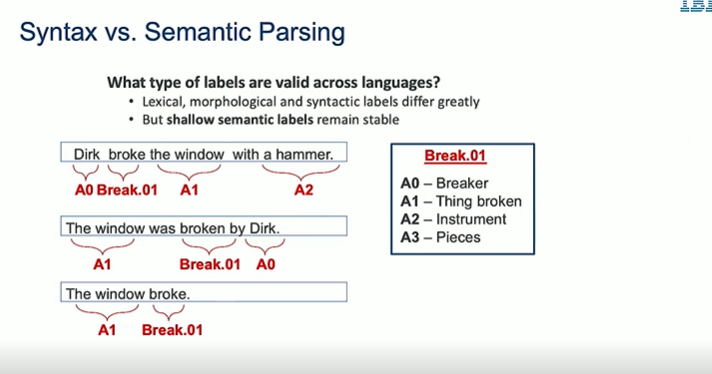 IBM
Syntax vs. Semantic Parsing
What type of labels are valid across languages?
• Lexical, morphological and syntactic labels differ greatly
• But shallow semantic labels remain stable
Dirk broke the window with a hammer.
A0 Break.01 A1 A2
The window was broken by Dirk.
A1 Break.01 A0
The window broke.
A1 Break.01
Break.01
A0 – Breaker
A1 – Thing broken
A2 – Instrument
A3 – Pieces